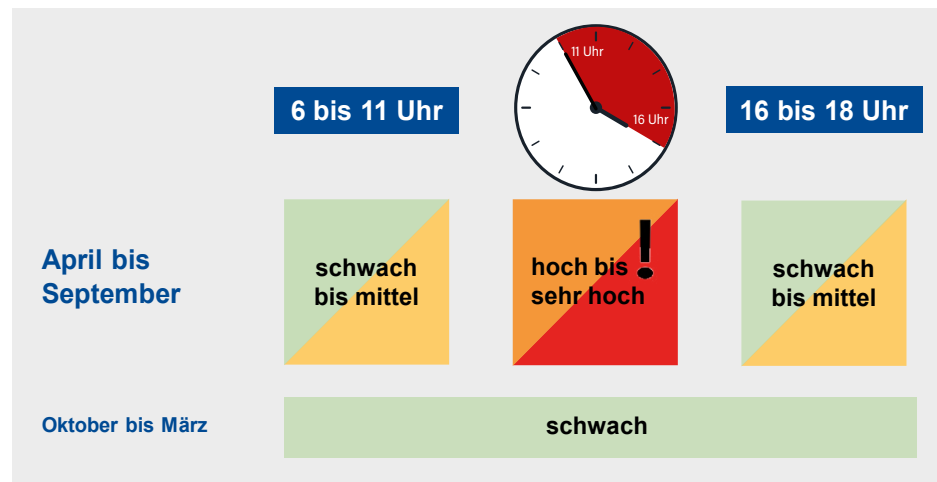 11 Uhr
6 bis 11 Uhr
16 Uhr
16 bis 18 Uhr
April bis
September
schwach
bis mittel
hoch bis !
sehr hoch
schwach
bis mittel
Oktober bis März
schwach